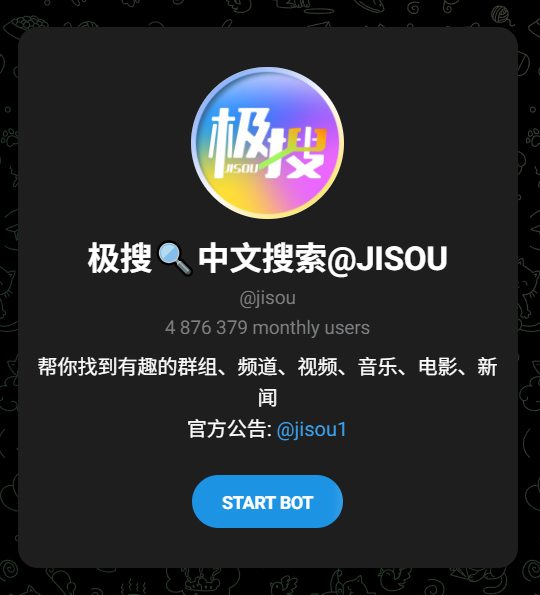 极搜
JISOU
极搜🔍中文搜索@JISOU
@jisou
4 876 379 monthly users
帮你找到有趣的群组、频道、视频、音乐、电影、新
闻
官方公告: @jisou1
START BOT